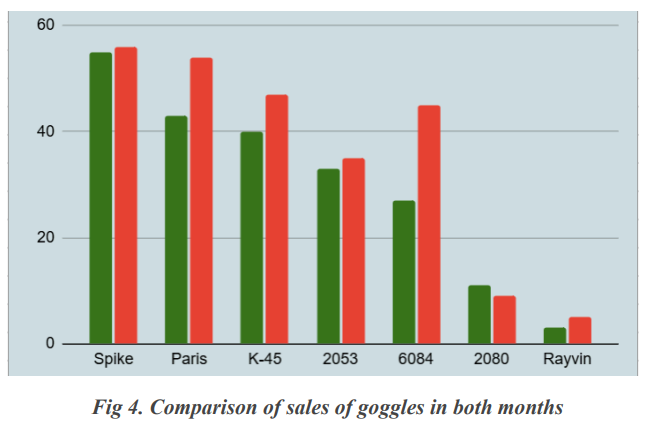 60
40
20
0
Spike Paris K-45 2053 6084 2080 Rayvin
Fig 4. Comparison of sales of goggles in both months